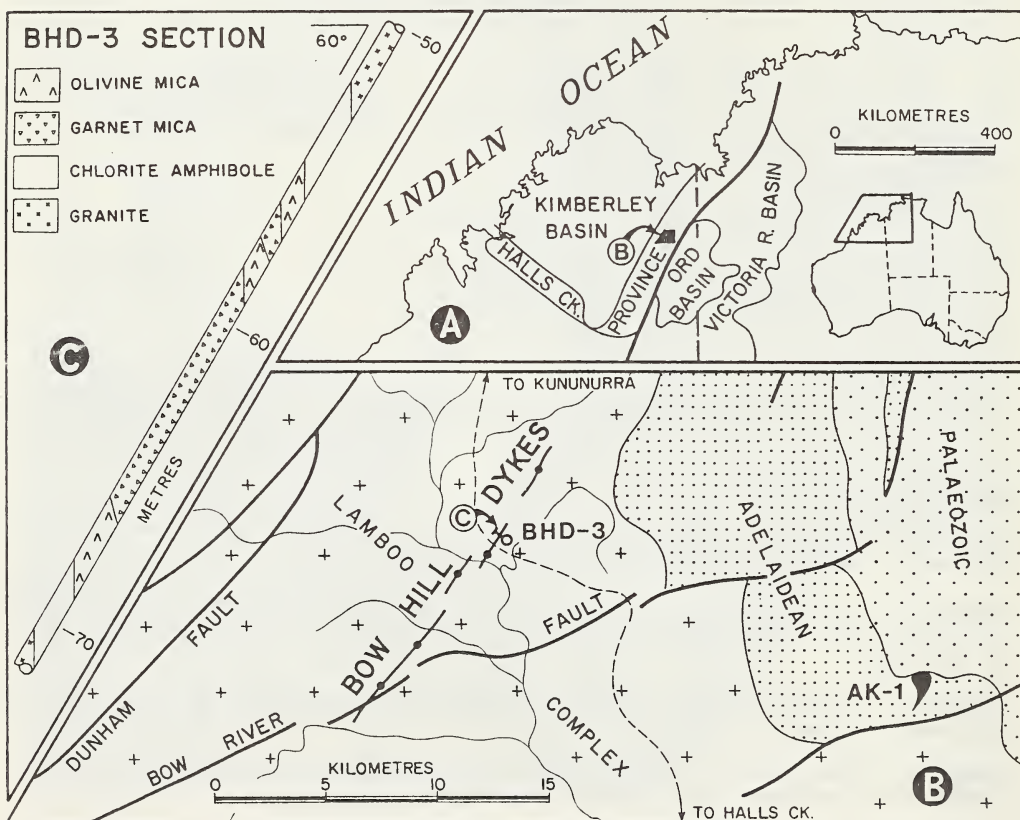 BHD-3 SECTION
60°
-50
OLIVINE MICA
GARNET MICA
CHLORITE AMPHIBOLE
GRANITE
-60
METRES
-70
C
INDIAN OCEAN
KILOMETRES
0 400
KIMBERLEY
BASIN
B
HALLS CK.
PROVINCE
ORD
BASIN
VICTORIA R. BASIN
A
TO KUNUNURRA
BOW HILL DYKES
C
BHD-3
LAMBOO COMPLEX
DUNHAM FAULT
BOW RIVER FAULT
ADELAIDEAN
PALAEOZOIC
AK-1
KILOMETRES
0 5 10 15
TO HALLS CK.
B